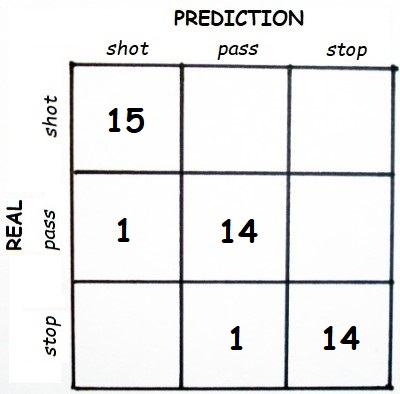 PREDICTION
shot pass stop
shot
15
REAL
pass
1 14
stop
1 14